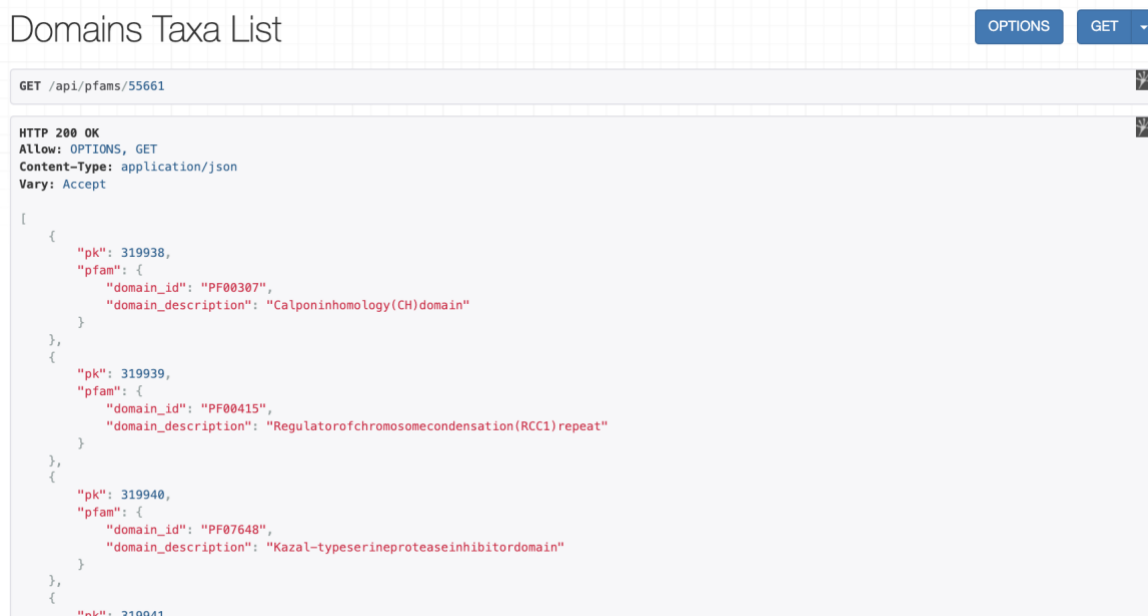 Domains Taxa List
OPTIONS
GET
GET /api/pfams/55661
HTTP 200 OK
Allow: OPTIONS, GET
Content-Type: application/json
Vary: Accept
[
{
"pk": 319938,
"pfam": {
"domain_id": "PF00307",
"domain_description": "Calponinhomology(CH)domain"
}
},
{
"pk": 319939,
"pfam": {
"domain_id": "PF00415",
"domain_description": "Regulatorofchromosomecondensation(RCC1)repeat"
}
},
{
"pk": 319940,
"pfam": {
"domain_id": "PF07648",
"domain_description": "Kazal-typeserineproteaseinhibitordomain"
}
},
{
"pk": 319941,